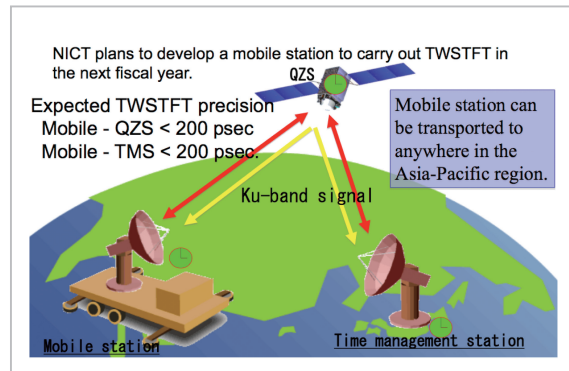 NICT plans to develop a mobile station to carry out TWSTFT in
the next fiscal year.
QZS
Expected TWSTFT precision
Mobile - QZS < 200 psec
Mobile - TMS < 200 psec.
Mobile station can
be transported to
anywhere in the
Asia-Pacific region.
Ku-band signal
Mobile station
Time management station